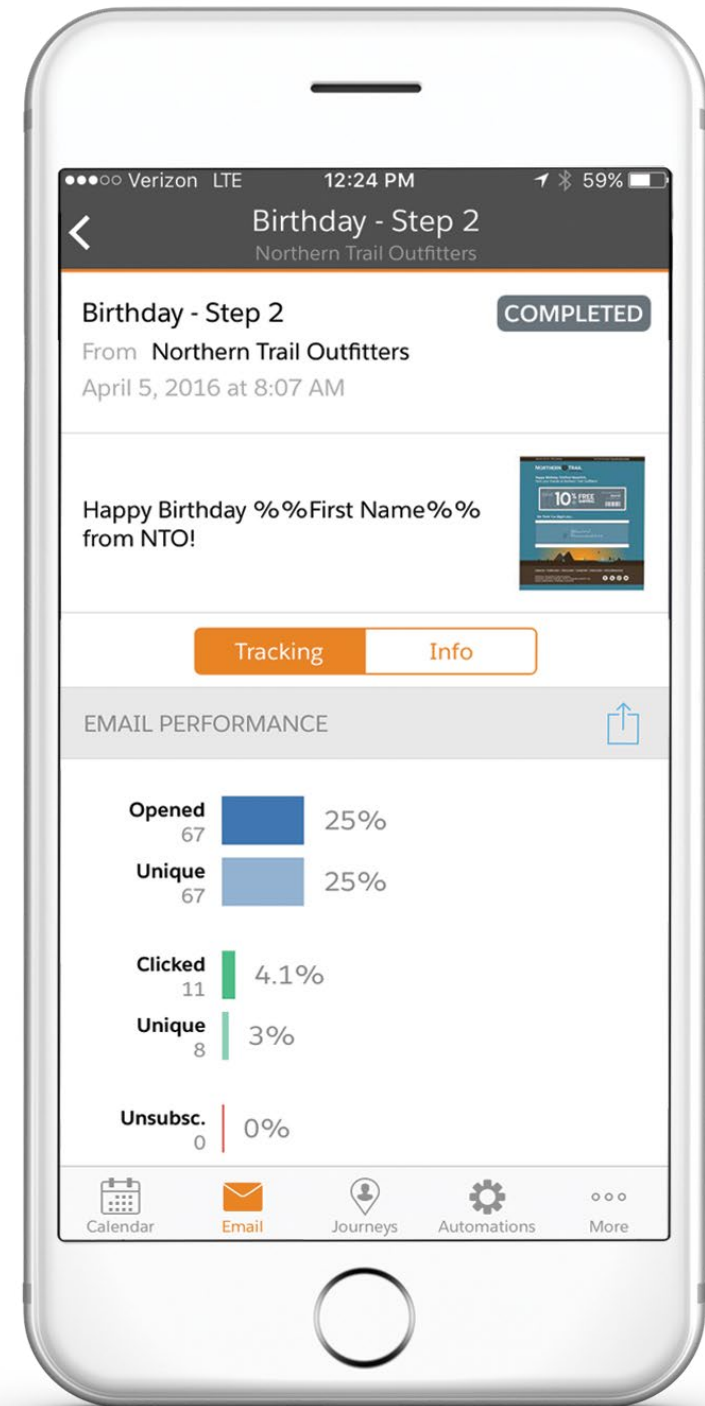 Verizon LTE 12:24 PM 59%
Birthday - Step 2
Northern Trail Outfitters
Birthday - Step 2 COMPLETED
From Northern Trail Outfitters
April 5, 2016 at 8:07 AM
Happy Birthday %%First Name%%
from NTO!
NORTHERN TRAIL
10% FREE
Tracking Info
EMAIL PERFORMANCE
Opened 25%
67
Unique 25%
67
Clicked 4.1%
11
Unique 3%
8
Unsubsc. 0%
0
Calendar Email Journeys Automations More